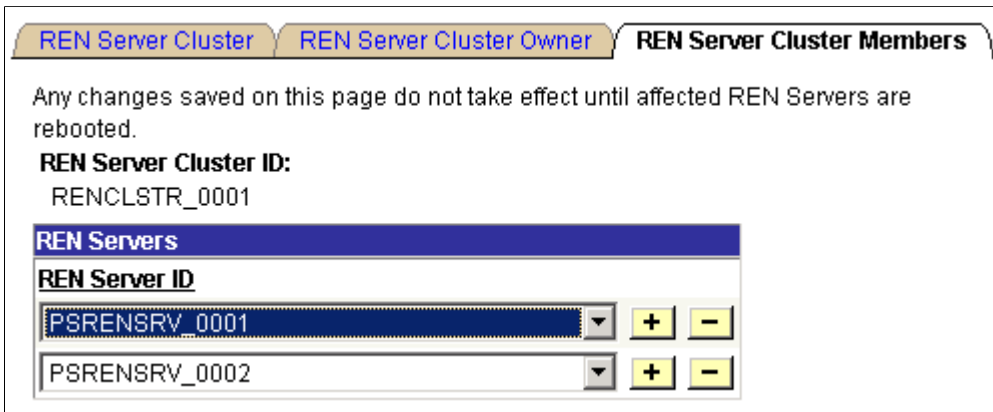 REN Server Cluster REN Server Cluster Owner REN Server Cluster Members
Any changes saved on this page do not take effect until affected REN Servers are
rebooted.
REN Server Cluster ID:
RENCLSTR_0001
REN Servers
REN Server ID
PSRENSRV_0001 + −
PSRENSRV_0002 + −